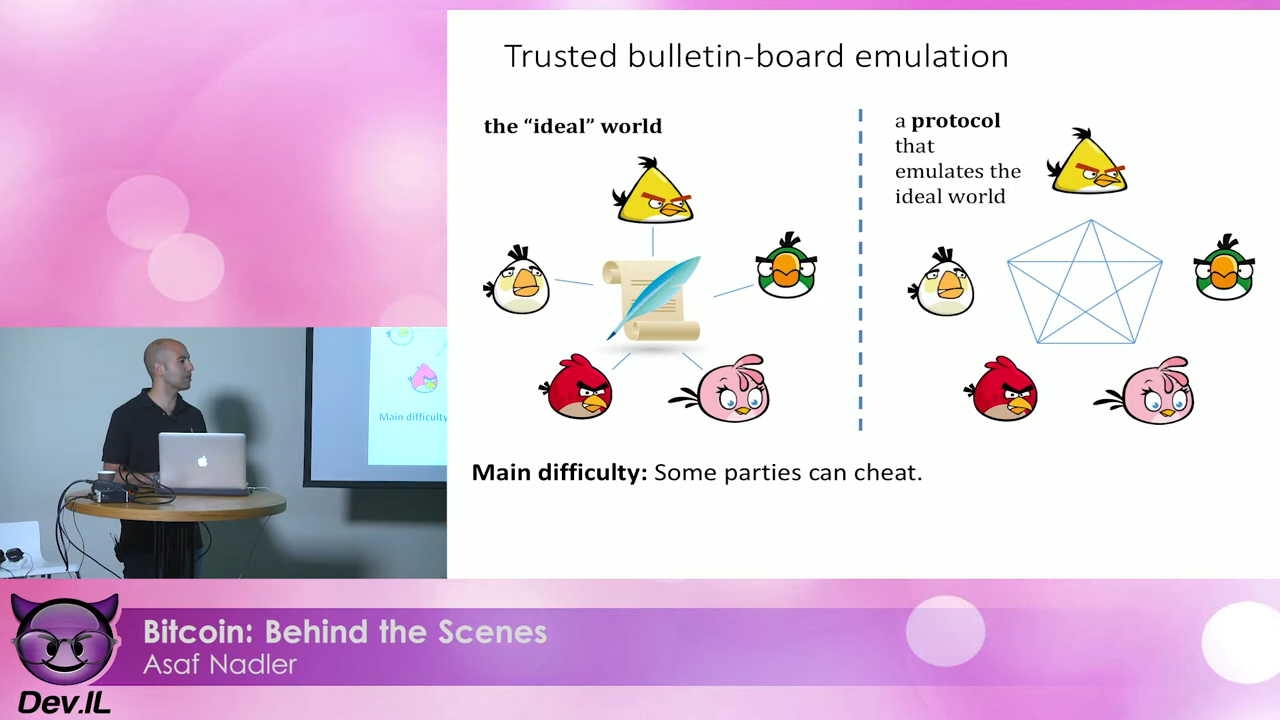 Trusted bulletin-board emulation
the “ideal” world
a protocol
that
emulates the
ideal world
Main difficulty: Some parties can cheat.
Main difficulty
Bitcoin: Behind the Scenes
Asaf Nadler
Dev.IL